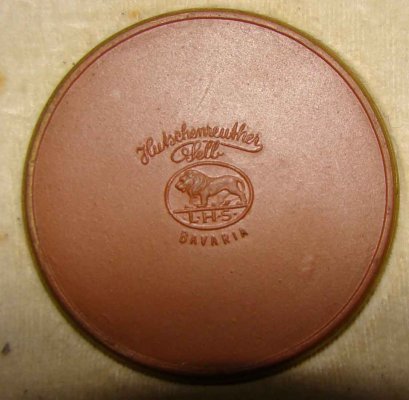 Hutschenreuther
Selb
L·H·S·
BAVARIA